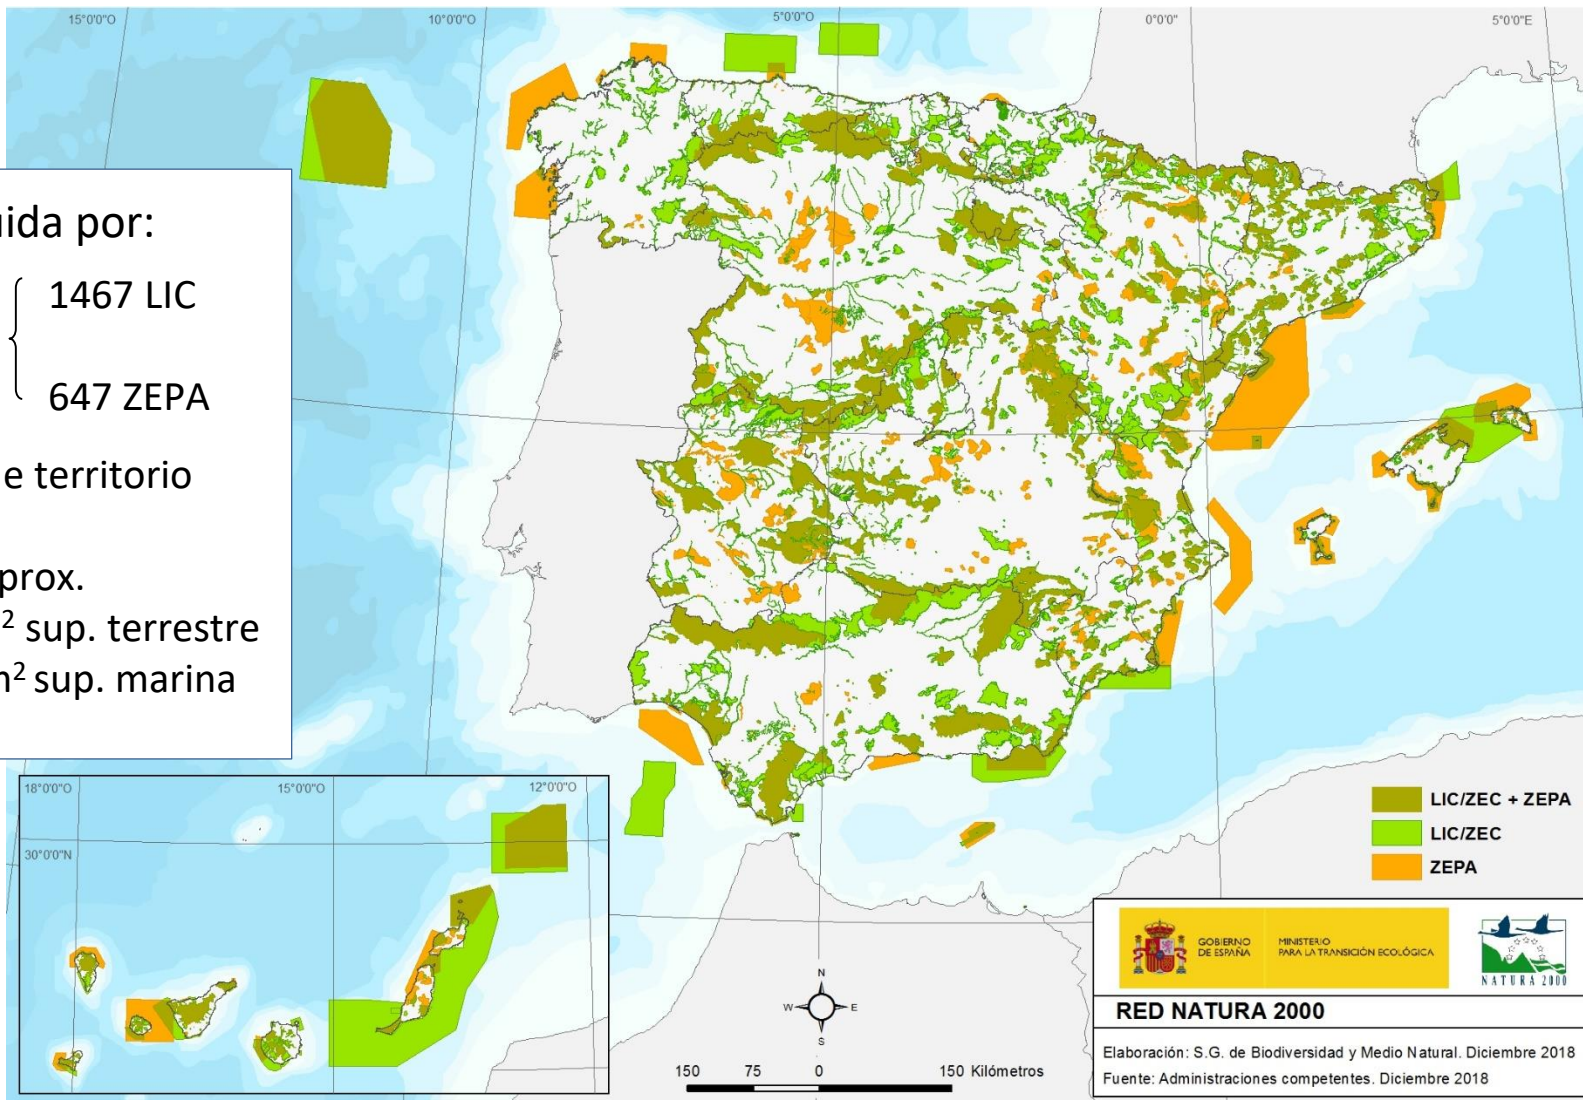 15°0'0"O
10°0'0"O
5°0'0"O
0°0'0"
5°0'0"E
uida por:
1467 LIC
647 ZEPA
e territorio
prox.
² sup. terrestre
m² sup. marina
18°0'0"O
15°0'0"O
12°0'0"O
30°0'0"N
LIC/ZEC + ZEPA
LIC/ZEC
ZEPA
N
W E
S
150 75 0 150 Kilómetros
GOBIERNO
DE ESPAÑA
MINISTERIO
PARA LA TRANSICIÓN ECOLÓGICA
NATURA 2000
RED NATURA 2000
Elaboración: S.G. de Biodiversidad y Medio Natural. Diciembre 2018
Fuente: Administraciones competentes. Diciembre 2018